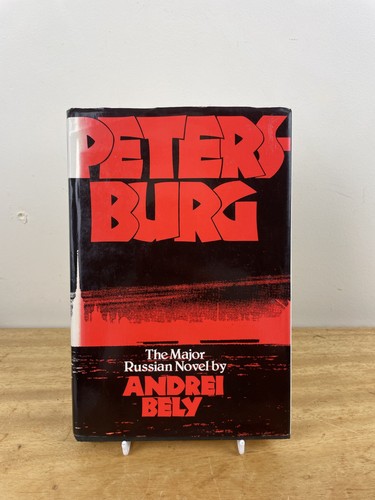 PETERS-
BURG
The Major
Russian Novel by
ANDREI
BELY